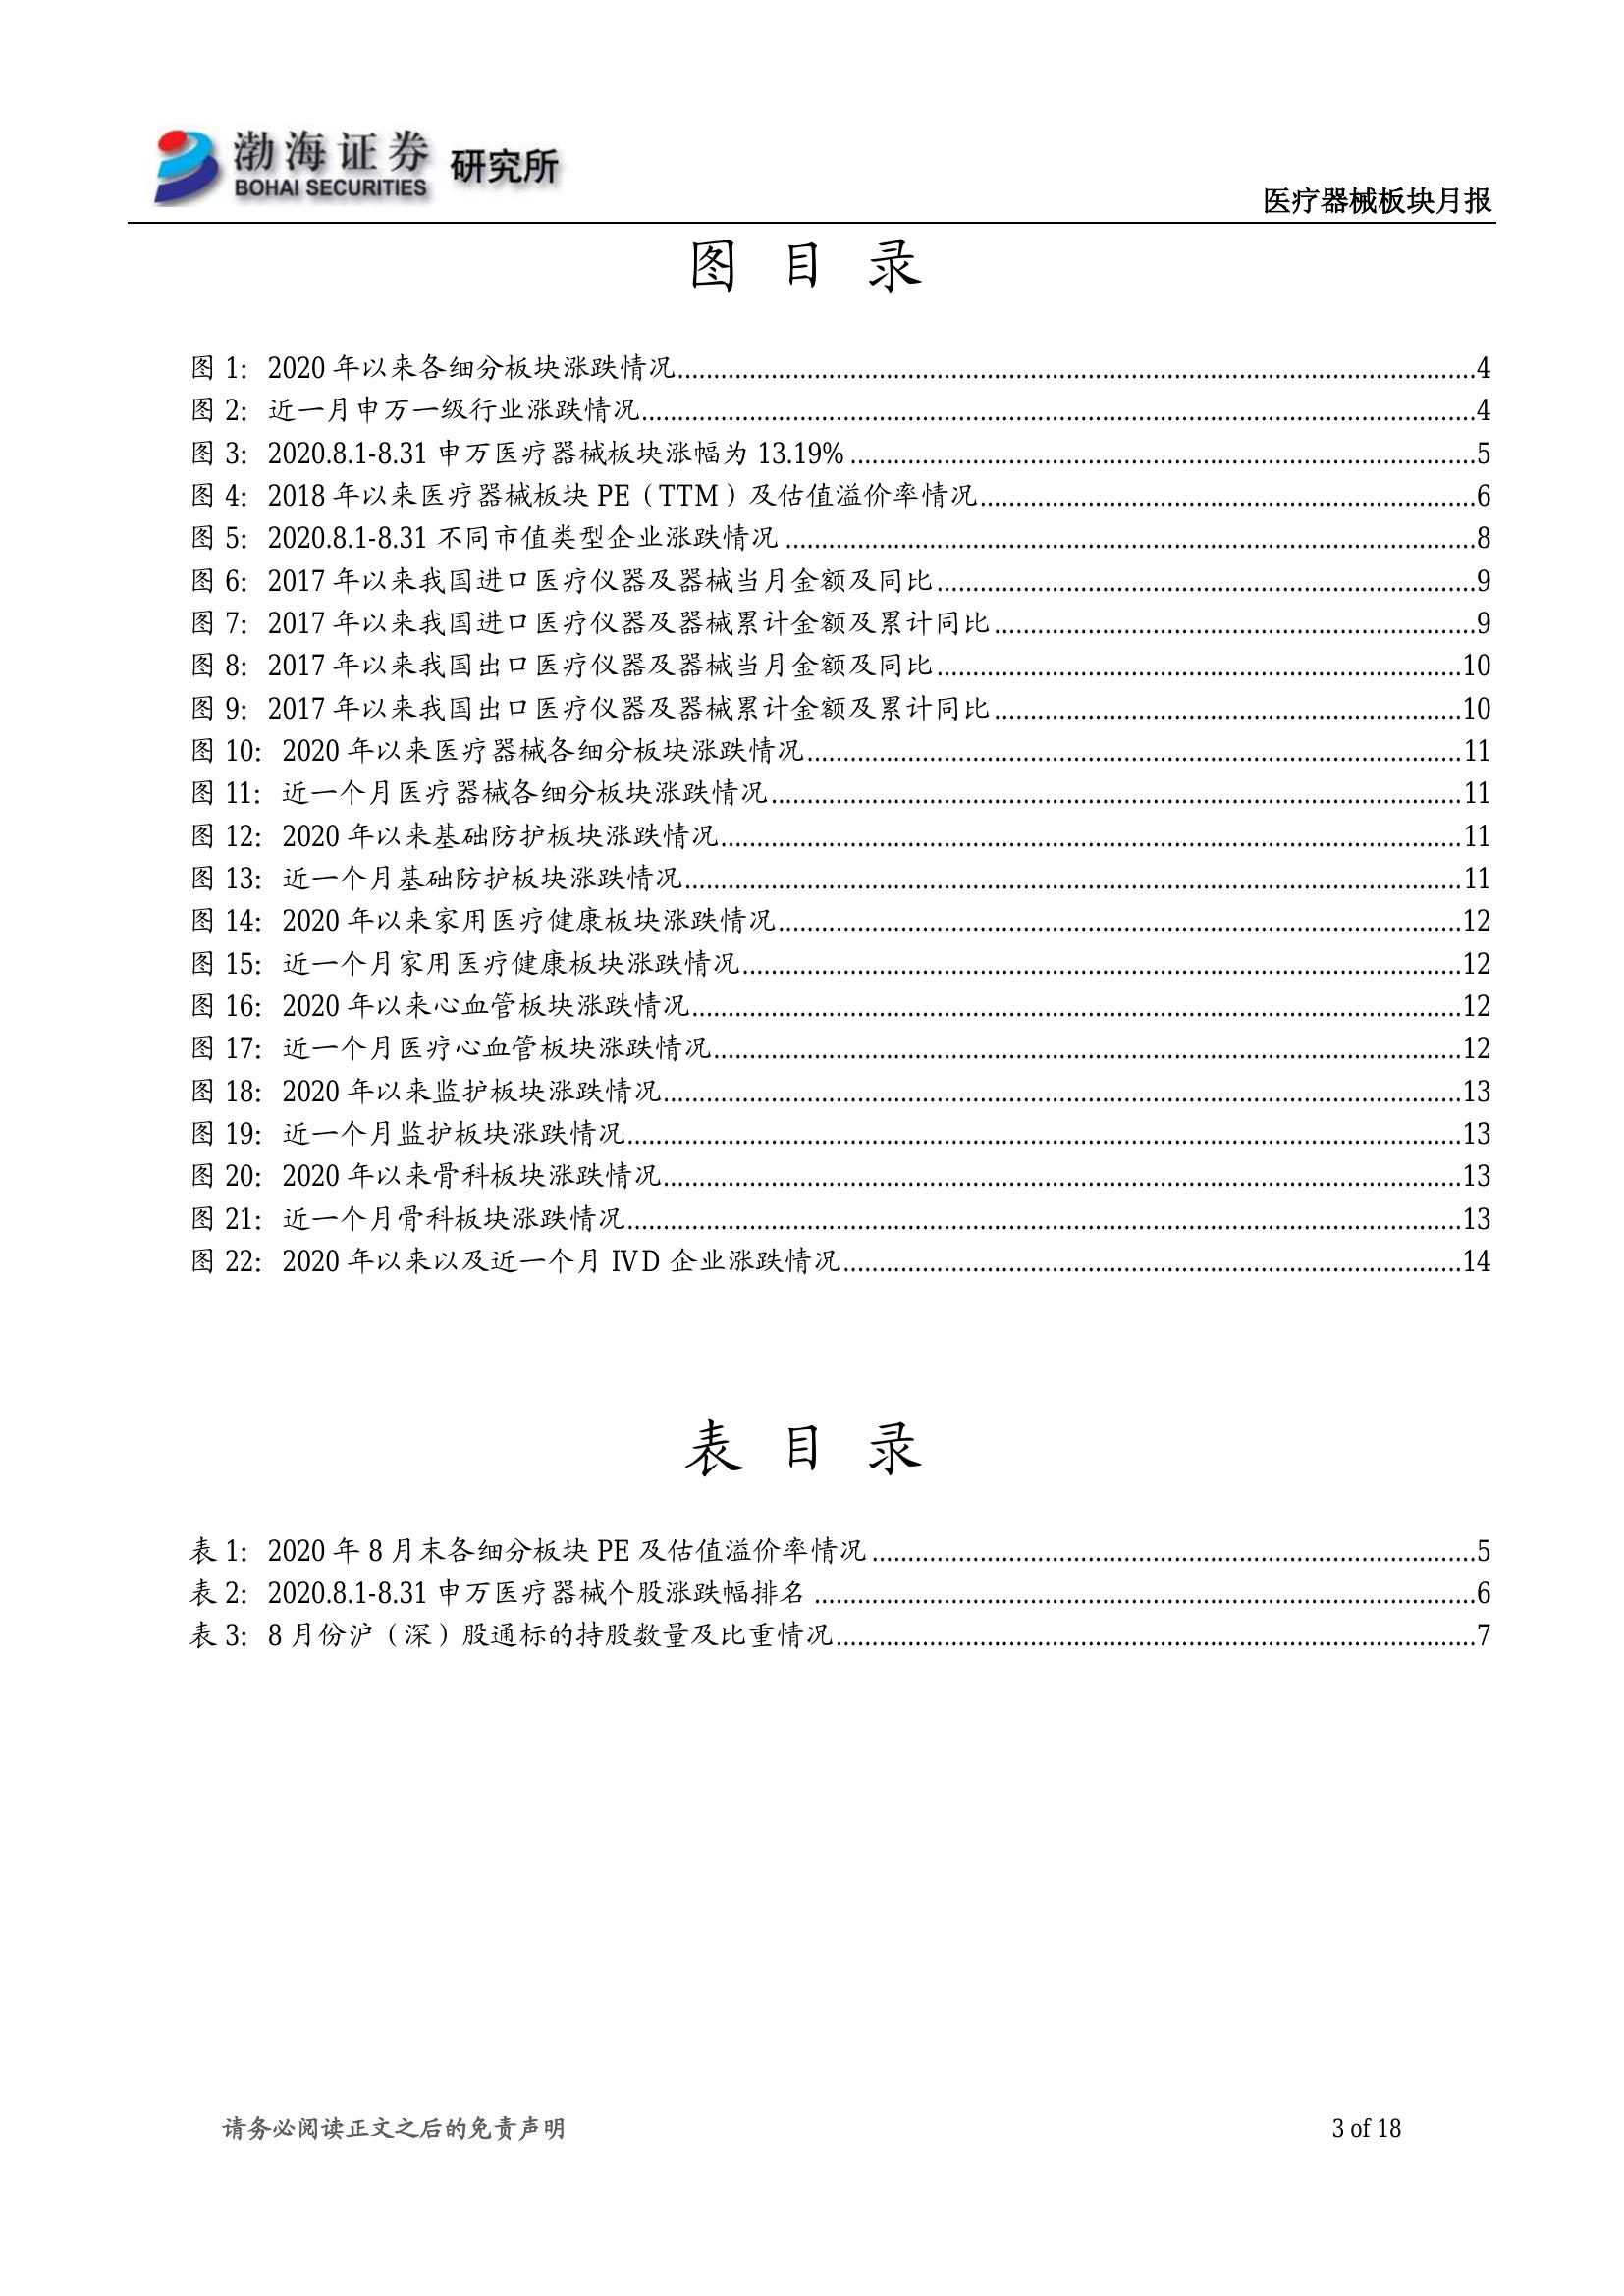 渤海证券 研究所
BOHAI SECURITIES
医疗器械板块月报
图 目 录
图 1: 2020 年以来各细分板块涨跌情况......4
图 2: 近一月申万一级行业涨跌情况......4
图 3: 2020.8.1-8.31 申万医疗器械板块涨幅为 13.19%......5
图 4: 2018 年以来医疗器械板块 PE（TTM）及估值溢价率情况......6
图 5: 2020.8.1-8.31 不同市值类型企业涨跌情况......8
图 6: 2017 年以来我国进口医疗仪器及器械当月金额及同比......9
图 7: 2017 年以来我国进口医疗仪器及器械累计金额及累计同比......9
图 8: 2017 年以来我国出口医疗仪器及器械当月金额及同比......10
图 9: 2017 年以来我国出口医疗仪器及器械累计金额及累计同比......10
图 10: 2020 年以来医疗器械各细分板块涨跌情况......11
图 11: 近一个月医疗器械各细分板块涨跌情况......11
图 12: 2020 年以来基础防护板块涨跌情况......11
图 13: 近一个月基础防护板块涨跌情况......11
图 14: 2020 年以来家用医疗健康板块涨跌情况......12
图 15: 近一个月家用医疗健康板块涨跌情况......12
图 16: 2020 年以来心血管板块涨跌情况......12
图 17: 近一个月医疗心血管板块涨跌情况......12
图 18: 2020 年以来监护板块涨跌情况......13
图 19: 近一个月监护板块涨跌情况......13
图 20: 2020 年以来骨科板块涨跌情况......13
图 21: 近一个月骨科板块涨跌情况......13
图 22: 2020 年以来以及近一个月 IVD 企业涨跌情况......14
表 目 录
表 1: 2020 年 8 月末各细分板块 PE 及估值溢价率情况......5
表 2: 2020.8.1-8.31 申万医疗器械个股涨跌幅排名......6
表 3: 8 月份沪（深）股通标的持股数量及比重情况......7
请务必阅读正文之后的免责声明
3 of 18